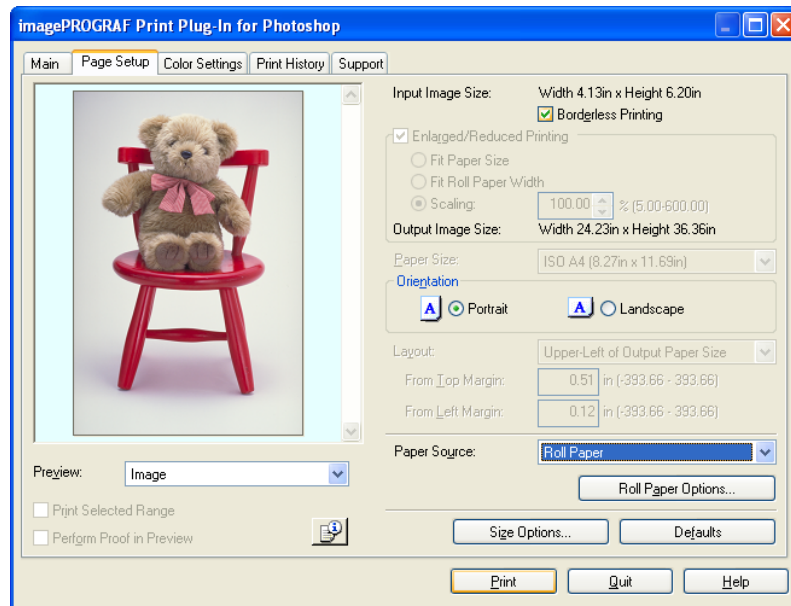 imagePROGRAF Print Plug-In for Photoshop
Main Page Setup Color Settings Print History Support
Input Image Size: Width 4.13in x Height 6.20in
Borderless Printing
Enlarged/Reduced Printing
Fit Paper Size
Fit Roll Paper Width
Scaling: 100.00 % (5.00-600.00)
Output Image Size: Width 24.23in x Height 36.36in
Paper Size: ISO A4 (8.27in x 11.69in)
Orientation
A Portrait A Landscape
Layout: Upper-Left of Output Paper Size
From Top Margin: 0.51 in (-393.66 - 393.66)
From Left Margin: 0.12 in (-393.66 - 393.66)
Paper Source: Roll Paper
Preview: Image
Roll Paper Options...
Print Selected Range
Perform Proof in Preview
Size Options... Defaults
Print Quit Help